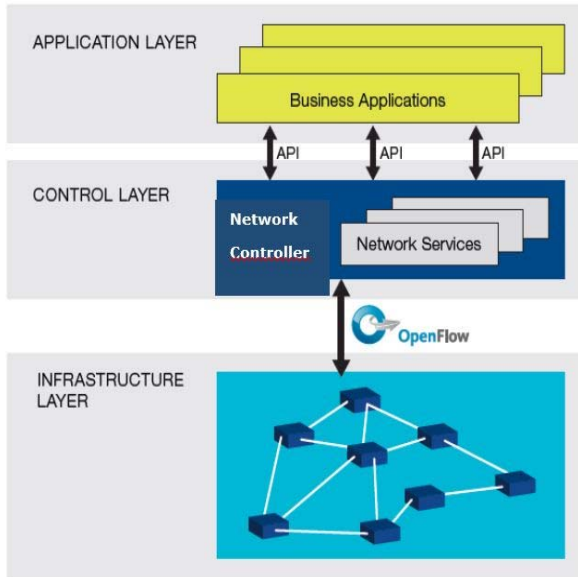 APPLICATION LAYER
Business Applications
API
API
API
CONTROL LAYER
Network
Controller
Network Services
OpenFlow
INFRASTRUCTURE
LAYER